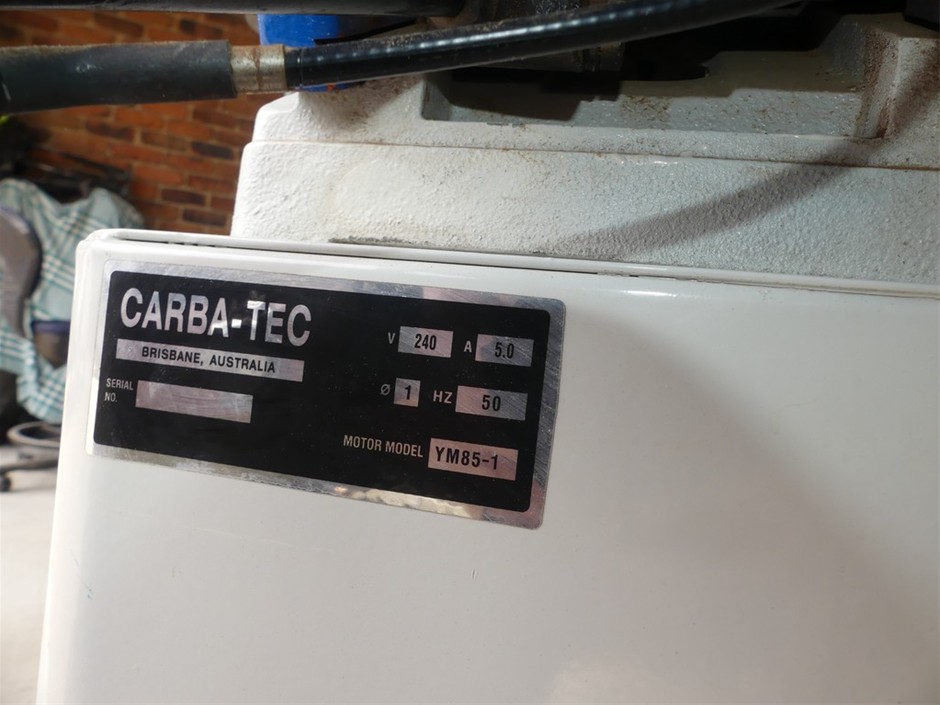 CARBA-TEC
BRISBANE, AUSTRALIA
V 240 A 5.0
SERIAL
NO.
Ø 1 HZ 50
MOTOR MODEL YM85-1